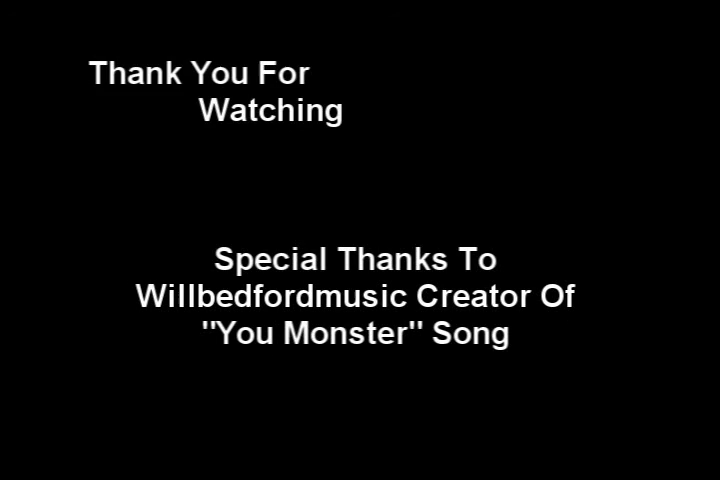 Thank You For
Watching
Special Thanks To
Willbedfordmusic Creator Of
"You Monster" Song